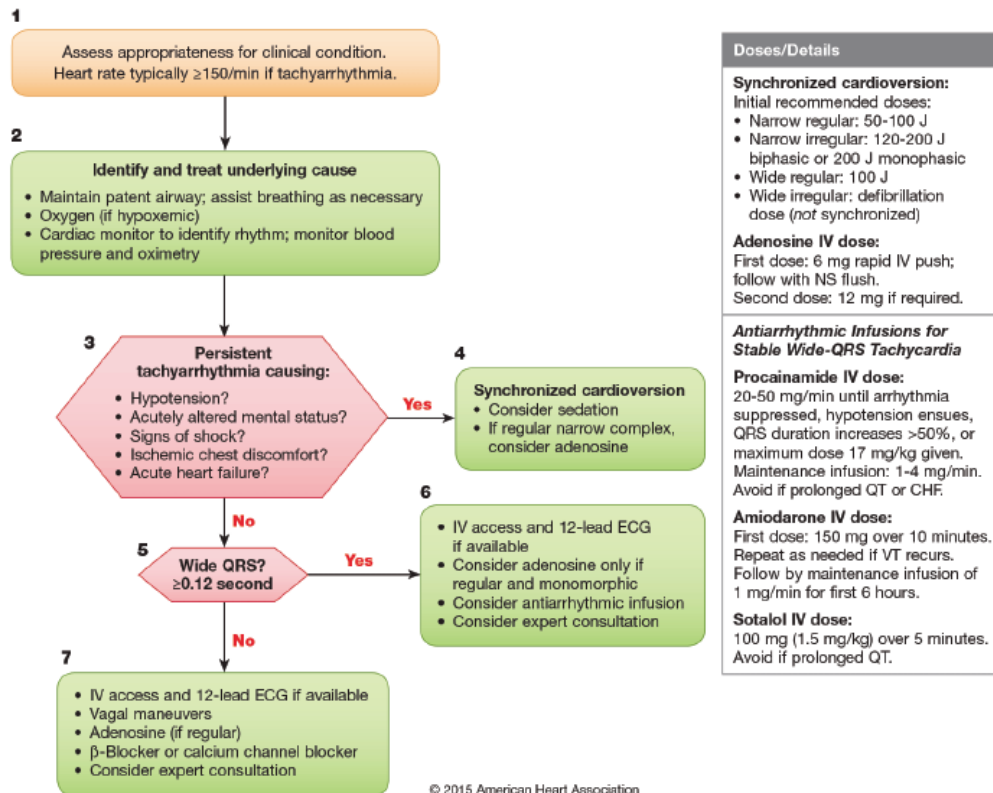 1
Assess appropriateness for clinical condition.
Heart rate typically ≥150/min if tachyarrhythmia.
2
Identify and treat underlying cause
• Maintain patent airway; assist breathing as necessary
• Oxygen (if hypoxemic)
• Cardiac monitor to identify rhythm; monitor blood
pressure and oximetry
3
Persistent
tachyarrhythmia causing:
• Hypotension?
• Acutely altered mental status?
• Signs of shock?
• Ischemic chest discomfort?
• Acute heart failure?
Yes
4
Synchronized cardioversion
• Consider sedation
• If regular narrow complex,
consider adenosine
No
5
Wide QRS?
≥0.12 second
Yes
6
• IV access and 12-lead ECG
if available
• Consider adenosine only if
regular and monomorphic
• Consider antiarrhythmic infusion
• Consider expert consultation
No
7
• IV access and 12-lead ECG if available
• Vagal maneuvers
• Adenosine (if regular)
• β-Blocker or calcium channel blocker
• Consider expert consultation
Doses/Details
Synchronized cardioversion:
Initial recommended doses:
• Narrow regular: 50-100 J
• Narrow irregular: 120-200 J
biphasic or 200 J monophasic
• Wide regular: 100 J
• Wide irregular: defibrillation
dose (not synchronized)
Adenosine IV dose:
First dose: 6 mg rapid IV push;
follow with NS flush.
Second dose: 12 mg if required.
Antiarrhythmic Infusions for
Stable Wide-QRS Tachycardia
Procainamide IV dose:
20-50 mg/min until arrhythmia
suppressed, hypotension ensues,
QRS duration increases >50%, or
maximum dose 17 mg/kg given.
Maintenance infusion: 1-4 mg/min.
Avoid if prolonged QT or CHF.
Amiodarone IV dose:
First dose: 150 mg over 10 minutes.
Repeat as needed if VT recurs.
Follow by maintenance infusion of
1 mg/min for first 6 hours.
Sotalol IV dose:
100 mg (1.5 mg/kg) over 5 minutes.
Avoid if prolonged QT.
© 2015 American Heart Association